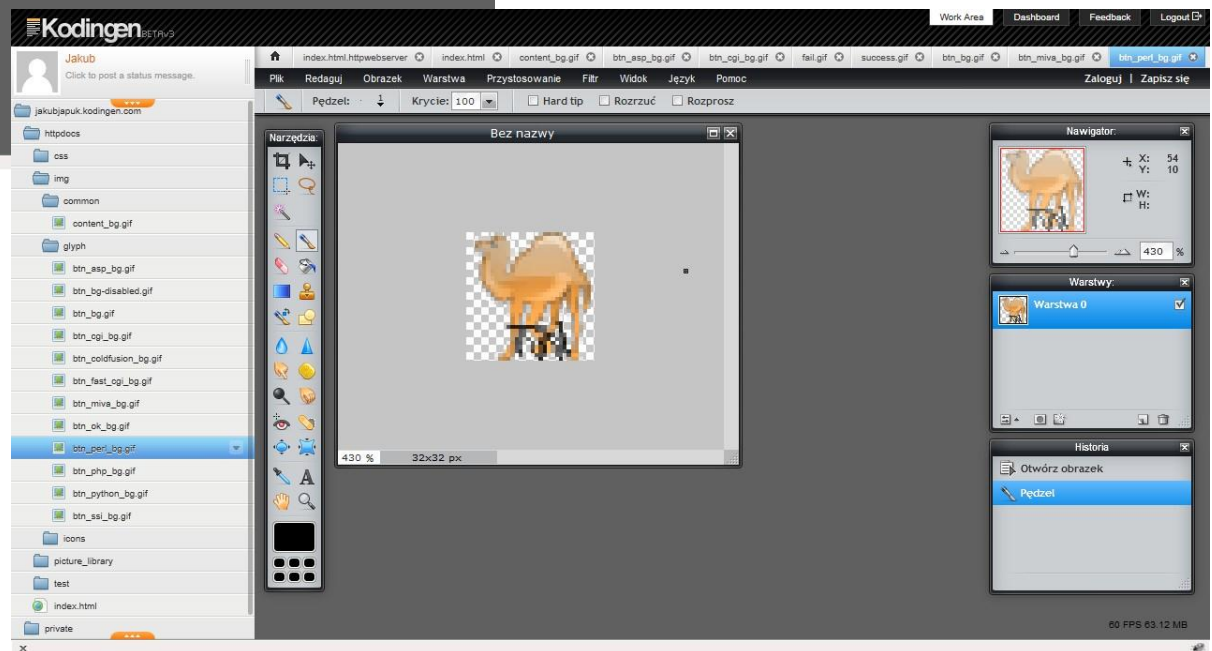 Kodingen BETAv3
Work Area Dashboard Feedback Logout
Jakub
Click to post a status message.
index.html.httpwebserver index.html content_bg.gif btn_asp_bg.gif btn_cgi_bg.gif fail.gif success.gif btn_bg.gif btn_miva_bg.gif btn_perl_bg.gif
Plik Redaguj Obrazek Warstwa Przystosowanie Filtr Widok Język Pomoc Zaloguj | Zapisz się
Pędzel: 1 Krycie: 100 Hard tip Rozrzuć Rozprosz
jakubjapuk.kodingen.com
httpdocs
css
img
common
content_bg.gif
glyph
btn_asp_bg.gif
btn_bg-disabled.gif
btn_bg.gif
btn_cgi_bg.gif
btn_coldfusion_bg.gif
btn_fast_cgi_bg.gif
btn_miva_bg.gif
btn_ok_bg.gif
btn_perl_bg.gif
btn_php_bg.gif
btn_python_bg.gif
btn_ssi_bg.gif
icons
picture_library
test
index.html
private
Narzędzia:
A
Bez nazwy
430 % 32x32 px
Nawigator:
X: 54
Y: 10
W:
H:
430 %
Warstwy:
Warstwa 0
Historia
Otwórz obrazek
Pędzel
60 FPS 63.12 MB